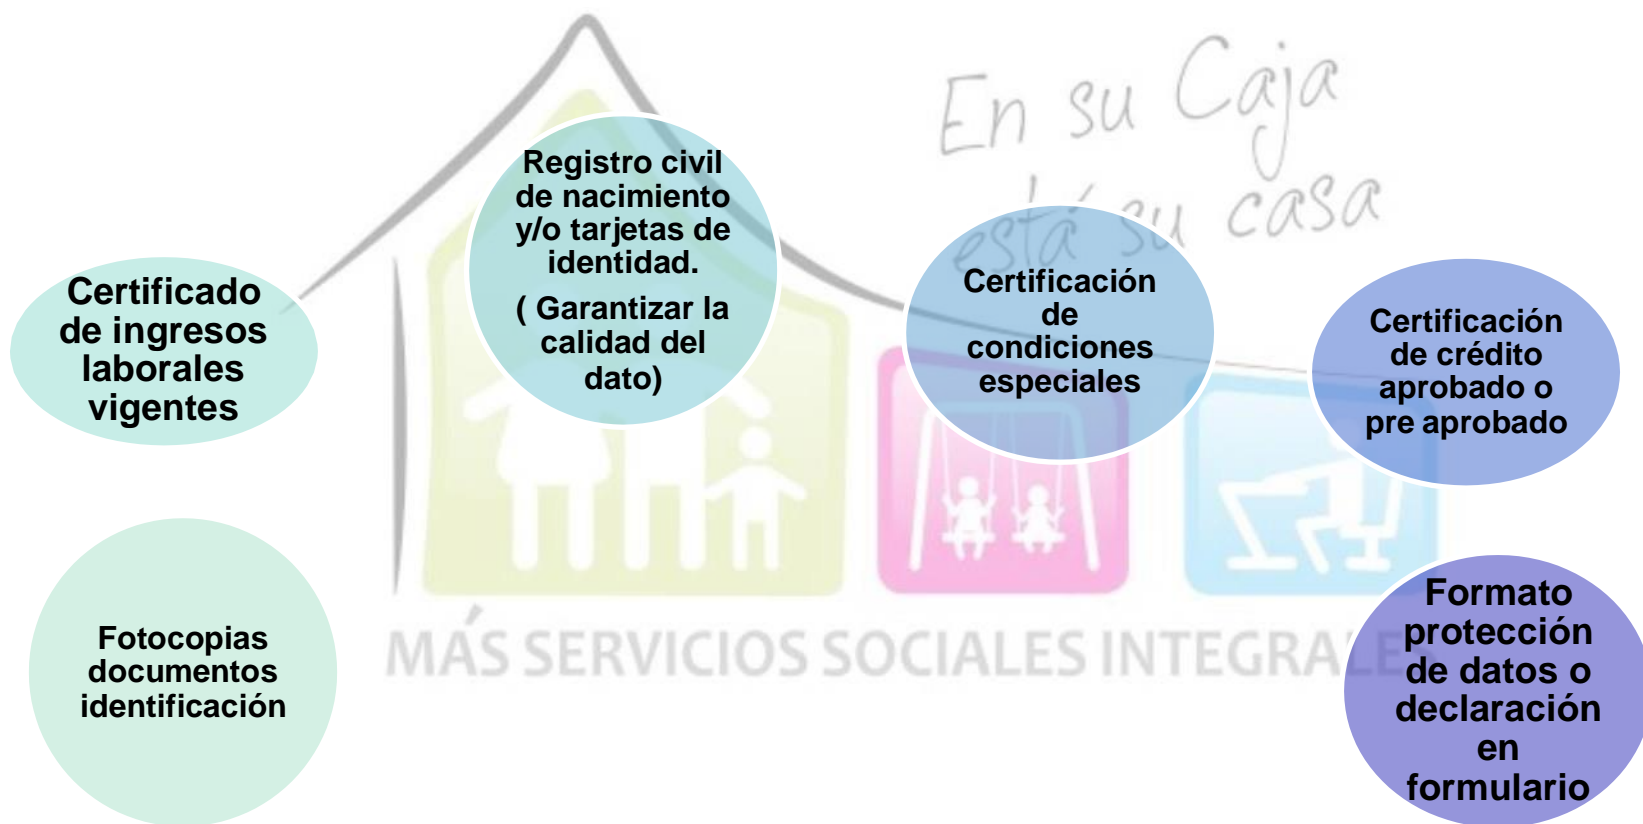 En su Caja
está su casa
Registro civil
de nacimiento
y/o tarjetas de
identidad.
( Garantizar la
calidad del
dato)
Certificado
de ingresos
laborales
vigentes
Certificación
de
condiciones
especiales
Certificación
de crédito
aprobado o
pre aprobado
Fotocopias
documentos
identificación
Formato
protección
de datos o
declaración
en
formulario
MÁS SERVICIOS SOCIALES INTEGRALES